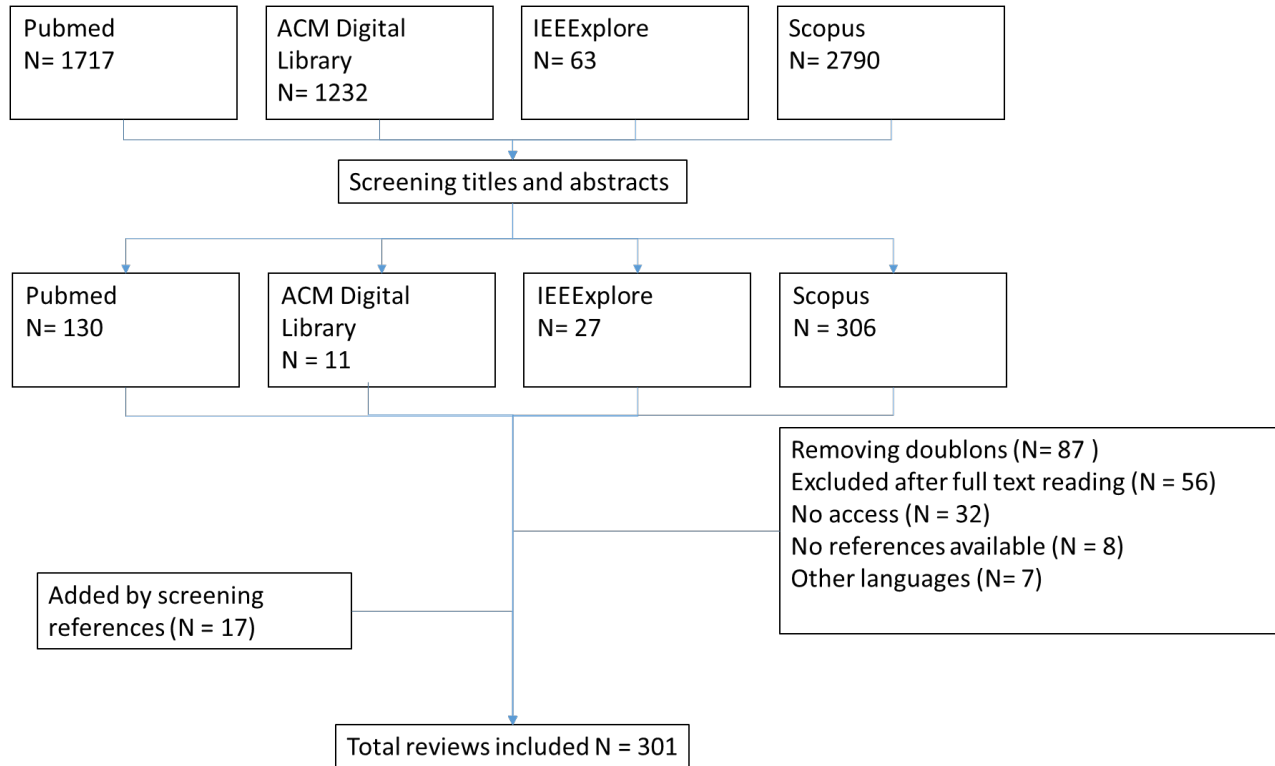 Pubmed
N= 1717
ACM Digital
Library
N= 1232
IEEExplore
N= 63
Scopus
N= 2790
Screening titles and abstracts
Pubmed
N= 130
ACM Digital
Library
N = 11
IEEExplore
N= 27
Scopus
N = 306
Removing doublons (N= 87 )
Excluded after full text reading (N = 56)
No access (N = 32)
No references available (N = 8)
Other languages (N= 7)
Added by screening
references (N = 17)
Total reviews included N = 301